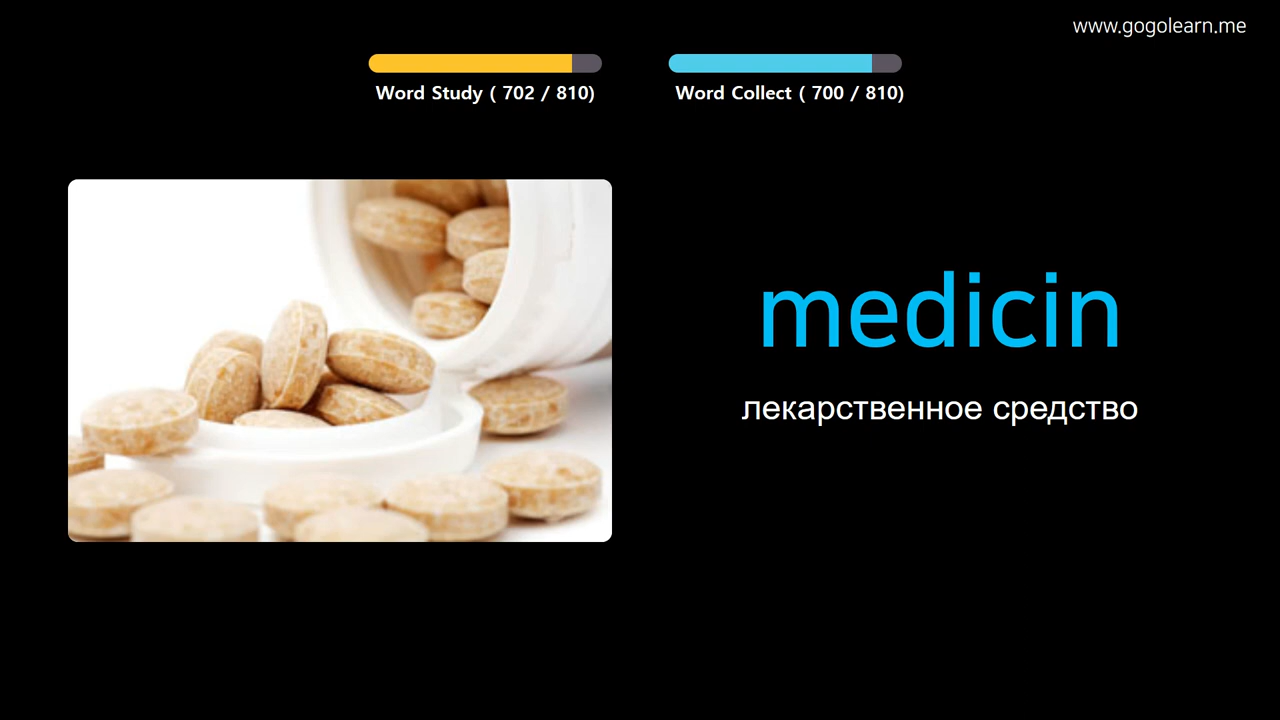 www.gogolearn.me
Word Study ( 702 / 810)
Word Collect ( 700 / 810)
medicin
лекарственное средство